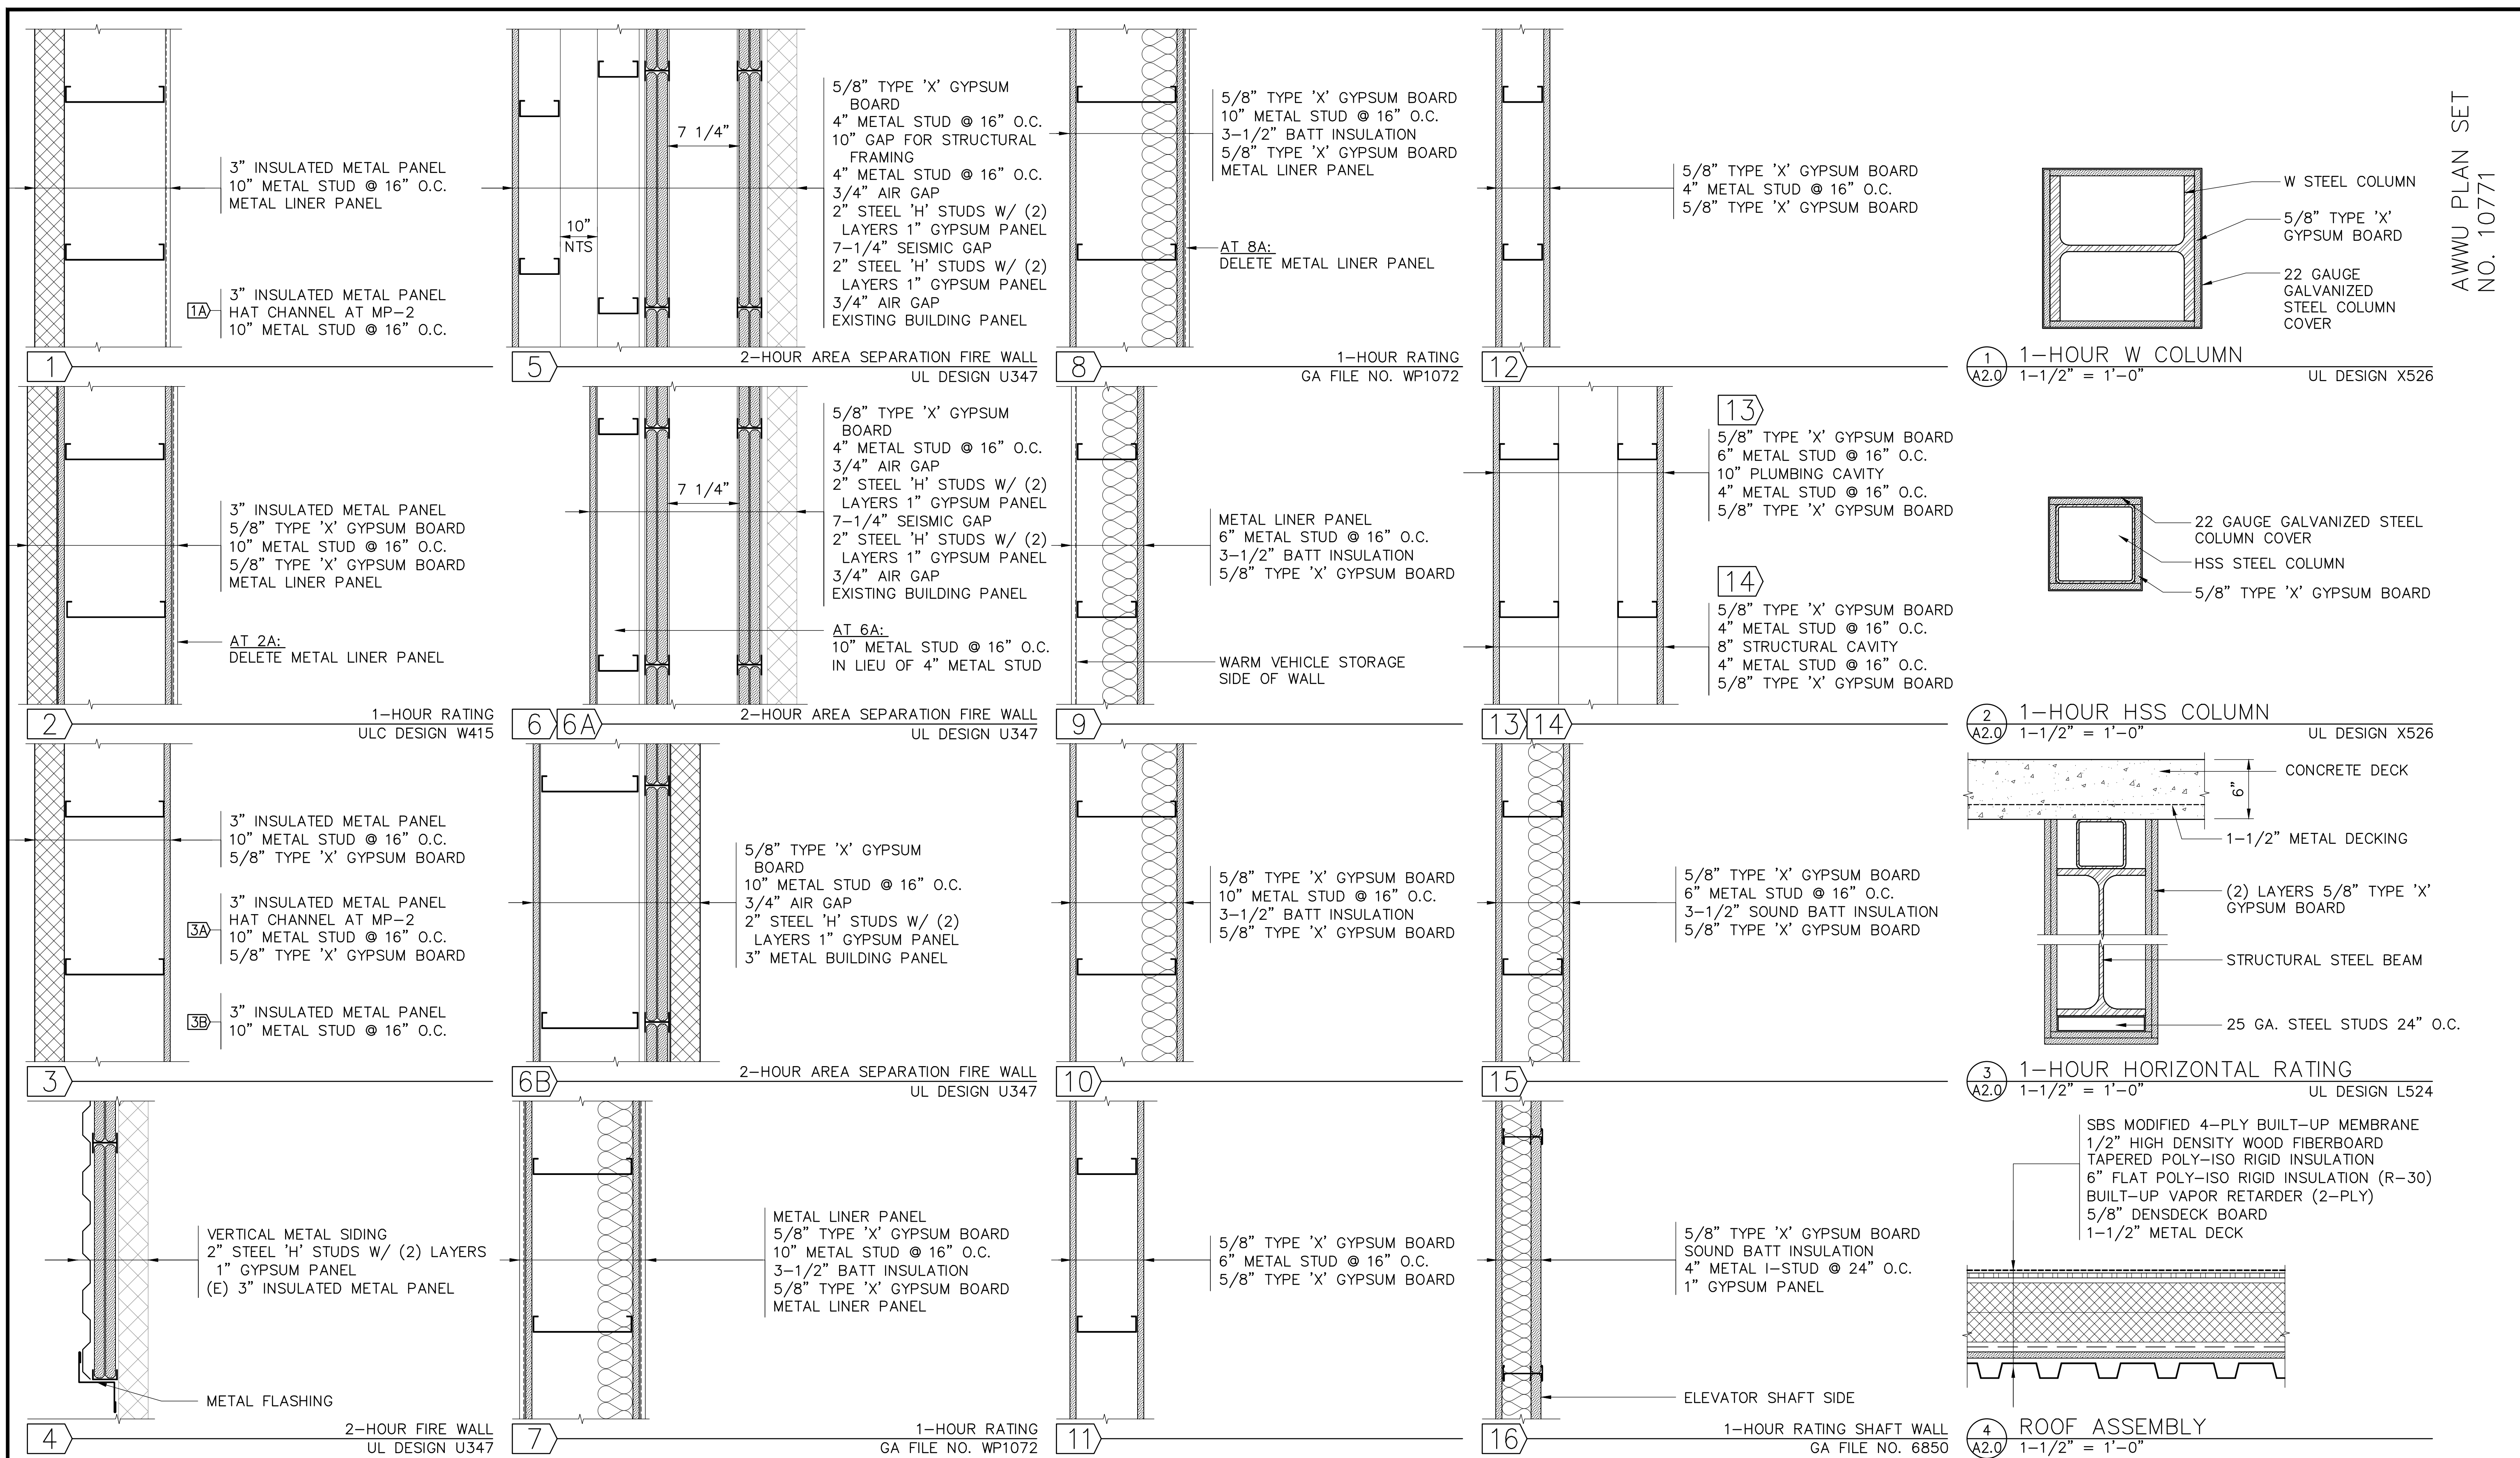 3" INSULATED METAL PANEL
10" METAL STUD @ 16" O.C.
METAL LINER PANEL
1A
3" INSULATED METAL PANEL
HAT CHANNEL AT MP-2
10" METAL STUD @ 16" O.C.
1
3" INSULATED METAL PANEL
5/8" TYPE 'X' GYPSUM BOARD
10" METAL STUD @ 16" O.C.
5/8" TYPE 'X' GYPSUM BOARD
METAL LINER PANEL
AT 2A:
DELETE METAL LINER PANEL
2
1-HOUR RATING
ULC DESIGN W415
3" INSULATED METAL PANEL
10" METAL STUD @ 16" O.C.
5/8" TYPE 'X' GYPSUM BOARD
3A
3" INSULATED METAL PANEL
HAT CHANNEL AT MP-2
10" METAL STUD @ 16" O.C.
5/8" TYPE 'X' GYPSUM BOARD
3B
3" INSULATED METAL PANEL
10" METAL STUD @ 16" O.C.
3
VERTICAL METAL SIDING
2" STEEL 'H' STUDS W/ (2) LAYERS
1" GYPSUM PANEL
(E) 3" INSULATED METAL PANEL
METAL FLASHING
4
2-HOUR FIRE WALL
UL DESIGN U347
10"
NTS
7 1/4"
5/8" TYPE 'X' GYPSUM
BOARD
4" METAL STUD @ 16" O.C.
10" GAP FOR STRUCTURAL
FRAMING
4" METAL STUD @ 16" O.C.
3/4" AIR GAP
2" STEEL 'H' STUDS W/ (2)
LAYERS 1" GYPSUM PANEL
7-1/4" SEISMIC GAP
2" STEEL 'H' STUDS W/ (2)
LAYERS 1" GYPSUM PANEL
3/4" AIR GAP
EXISTING BUILDING PANEL
5
2-HOUR AREA SEPARATION FIRE WALL
UL DESIGN U347
7 1/4"
5/8" TYPE 'X' GYPSUM
BOARD
4" METAL STUD @ 16" O.C.
3/4" AIR GAP
2" STEEL 'H' STUDS W/ (2)
LAYERS 1" GYPSUM PANEL
7-1/4" SEISMIC GAP
2" STEEL 'H' STUDS W/ (2)
LAYERS 1" GYPSUM PANEL
3/4" AIR GAP
EXISTING BUILDING PANEL
AT 6A:
10" METAL STUD @ 16" O.C.
IN LIEU OF 4" METAL STUD
6 6A
2-HOUR AREA SEPARATION FIRE WALL
UL DESIGN U347
5/8" TYPE 'X' GYPSUM
BOARD
10" METAL STUD @ 16" O.C.
3/4" AIR GAP
2" STEEL 'H' STUDS W/ (2)
LAYERS 1" GYPSUM PANEL
3" METAL BUILDING PANEL
6B
2-HOUR AREA SEPARATION FIRE WALL
UL DESIGN U347
METAL LINER PANEL
5/8" TYPE 'X' GYPSUM BOARD
10" METAL STUD @ 16" O.C.
3-1/2" BATT INSULATION
5/8" TYPE 'X' GYPSUM BOARD
METAL LINER PANEL
7
1-HOUR RATING
GA FILE NO. WP1072
5/8" TYPE 'X' GYPSUM BOARD
10" METAL STUD @ 16" O.C.
3-1/2" BATT INSULATION
5/8" TYPE 'X' GYPSUM BOARD
METAL LINER PANEL
AT 8A:
DELETE METAL LINER PANEL
8
1-HOUR RATING
GA FILE NO. WP1072
METAL LINER PANEL
6" METAL STUD @ 16" O.C.
3-1/2" BATT INSULATION
5/8" TYPE 'X' GYPSUM BOARD
WARM VEHICLE STORAGE
SIDE OF WALL
9
5/8" TYPE 'X' GYPSUM BOARD
10" METAL STUD @ 16" O.C.
3-1/2" BATT INSULATION
5/8" TYPE 'X' GYPSUM BOARD
10
5/8" TYPE 'X' GYPSUM BOARD
6" METAL STUD @ 16" O.C.
5/8" TYPE 'X' GYPSUM BOARD
11
5/8" TYPE 'X' GYPSUM BOARD
4" METAL STUD @ 16" O.C.
5/8" TYPE 'X' GYPSUM BOARD
12
13
5/8" TYPE 'X' GYPSUM BOARD
6" METAL STUD @ 16" O.C.
10" PLUMBING CAVITY
4" METAL STUD @ 16" O.C.
5/8" TYPE 'X' GYPSUM BOARD
14
5/8" TYPE 'X' GYPSUM BOARD
4" METAL STUD @ 16" O.C.
8" STRUCTURAL CAVITY
4" METAL STUD @ 16" O.C.
5/8" TYPE 'X' GYPSUM BOARD
13 14
5/8" TYPE 'X' GYPSUM BOARD
6" METAL STUD @ 16" O.C.
3-1/2" SOUND BATT INSULATION
5/8" TYPE 'X' GYPSUM BOARD
15
5/8" TYPE 'X' GYPSUM BOARD
SOUND BATT INSULATION
4" METAL I-STUD @ 24" O.C.
1" GYPSUM PANEL
ELEVATOR SHAFT SIDE
16
1-HOUR RATING SHAFT WALL
GA FILE NO. 6850
W STEEL COLUMN
5/8" TYPE 'X'
GYPSUM BOARD
22 GAUGE
GALVANIZED
STEEL COLUMN
COVER
1
A2.0
1-HOUR W COLUMN
1-1/2" = 1'-0"
UL DESIGN X526
22 GAUGE GALVANIZED STEEL
COLUMN COVER
HSS STEEL COLUMN
5/8" TYPE 'X' GYPSUM BOARD
2
A2.0
1-HOUR HSS COLUMN
1-1/2" = 1'-0"
UL DESIGN X526
CONCRETE DECK
6"
1-1/2" METAL DECKING
(2) LAYERS 5/8" TYPE 'X'
GYPSUM BOARD
STRUCTURAL STEEL BEAM
25 GA. STEEL STUDS 24" O.C.
3
A2.0
1-HOUR HORIZONTAL RATING
1-1/2" = 1'-0"
UL DESIGN L524
SBS MODIFIED 4-PLY BUILT-UP MEMBRANE
1/2" HIGH DENSITY WOOD FIBERBOARD
TAPERED POLY-ISO RIGID INSULATION
6" FLAT POLY-ISO RIGID INSULATION (R-30)
BUILT-UP VAPOR RETARDER (2-PLY)
5/8" DENSDECK BOARD
1-1/2" METAL DECK
4
A2.0
ROOF ASSEMBLY
1-1/2" = 1'-0"
AWWU PLAN SET
NO. 10771